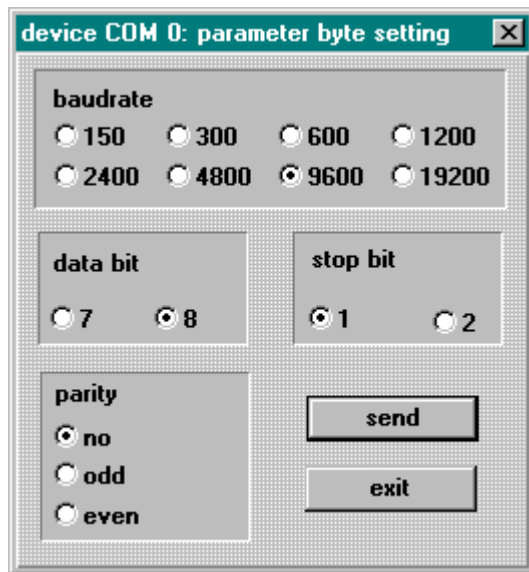 device COM 0: parameter byte setting
baudrate
150 300 600 1200
2400 4800 9600 19200
data bit
7 8
stop bit
1 2
parity
no
odd
even
send
exit